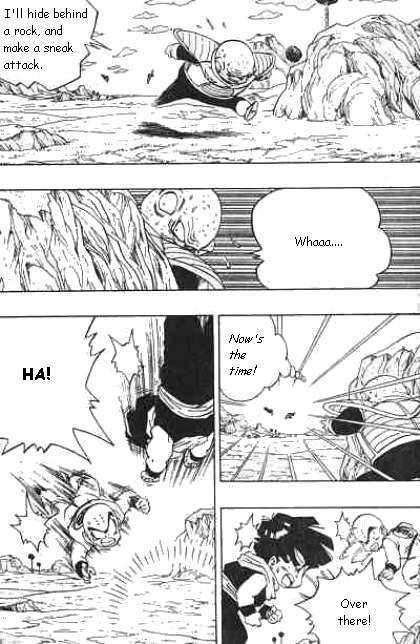 I'll hide behind
a rock, and
make a sneak
attack.
Whaaa....
Now's
the
time!
HA!
Over
there!